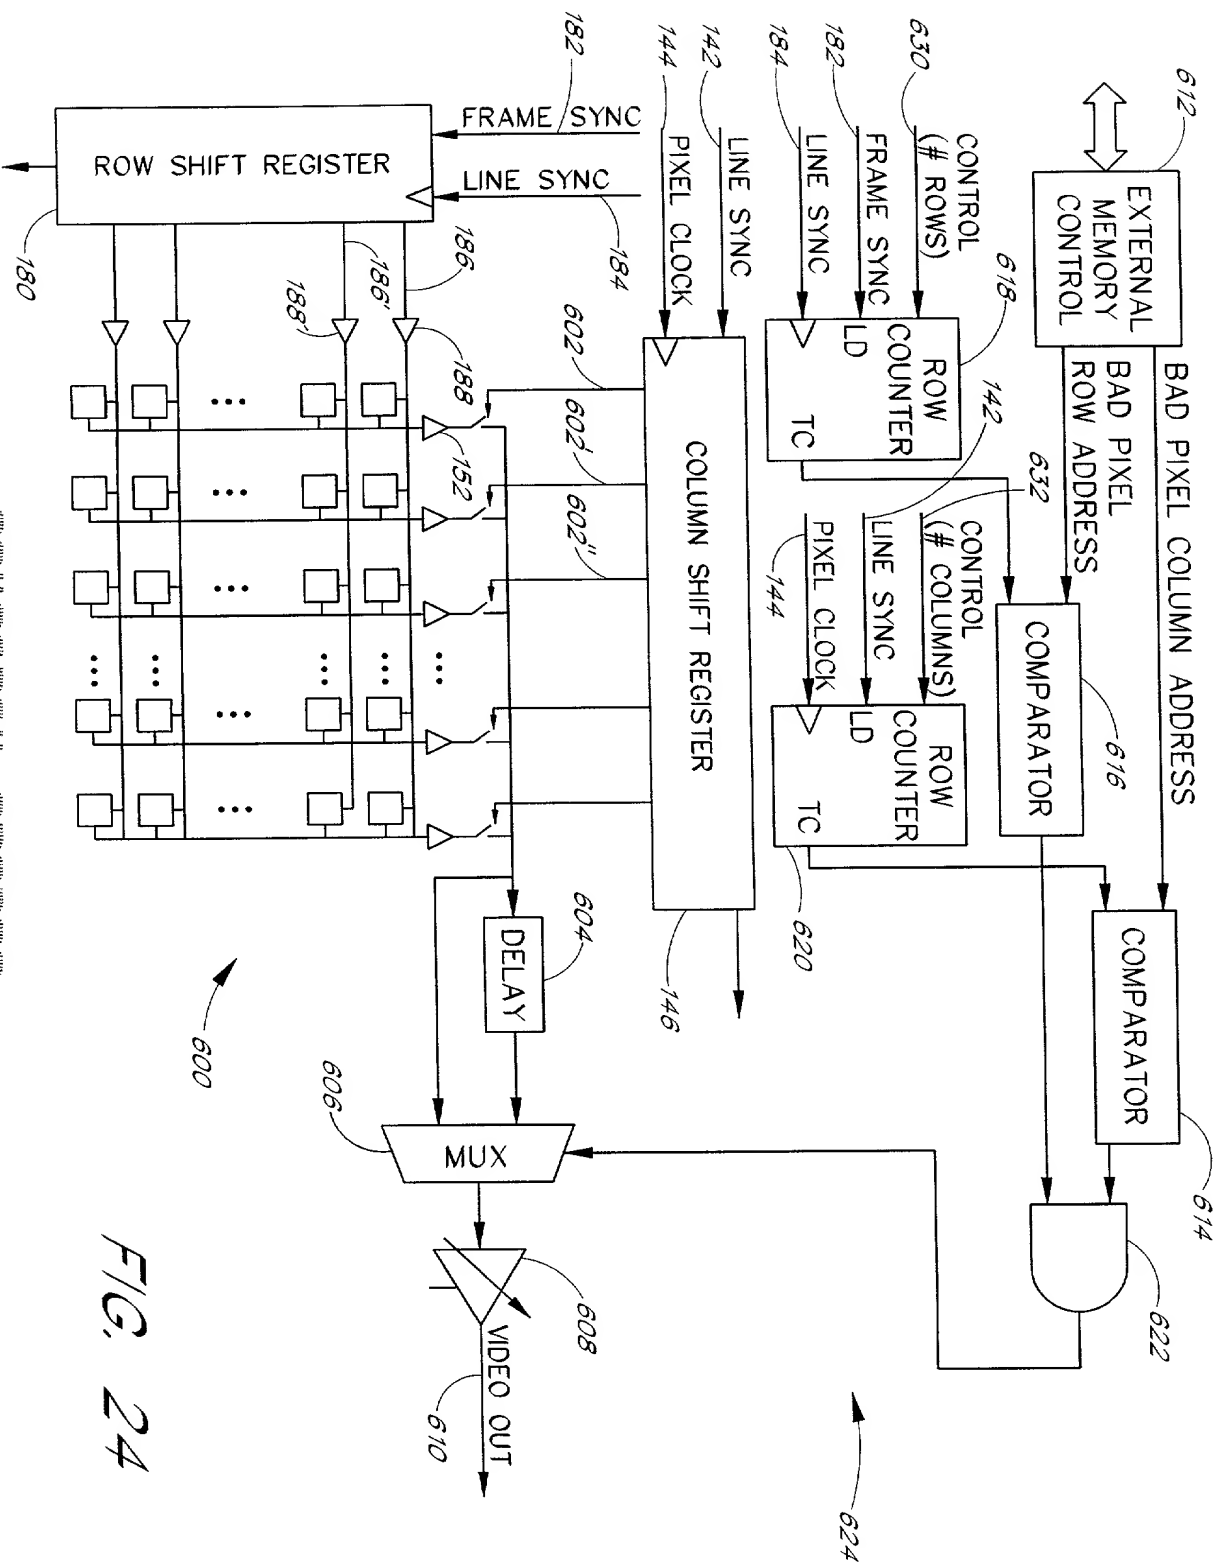 612
EXTERNAL
MEMORY
CONTROL
BAD PIXEL COLUMN ADDRESS
BAD PIXEL
ROW ADDRESS
COMPARATOR
616
COMPARATOR
614
622
630
CONTROL
(# ROWS)
182
FRAME SYNC
184
LINE SYNC
618
ROW
COUNTER
LD
TC
142
632
CONTROL
(# COLUMNS)
LINE SYNC
144
PIXEL CLOCK
ROW
COUNTER
LD
TC
620
624
142
LINE SYNC
144
PIXEL CLOCK
COLUMN SHIFT REGISTER
146
602
602'
602"
182
FRAME SYNC
LINE SYNC
184
ROW SHIFT REGISTER
180
186
186'
188
188'
152
604
DELAY
606
MUX
608
VIDEO OUT
610
600
FIG. 24